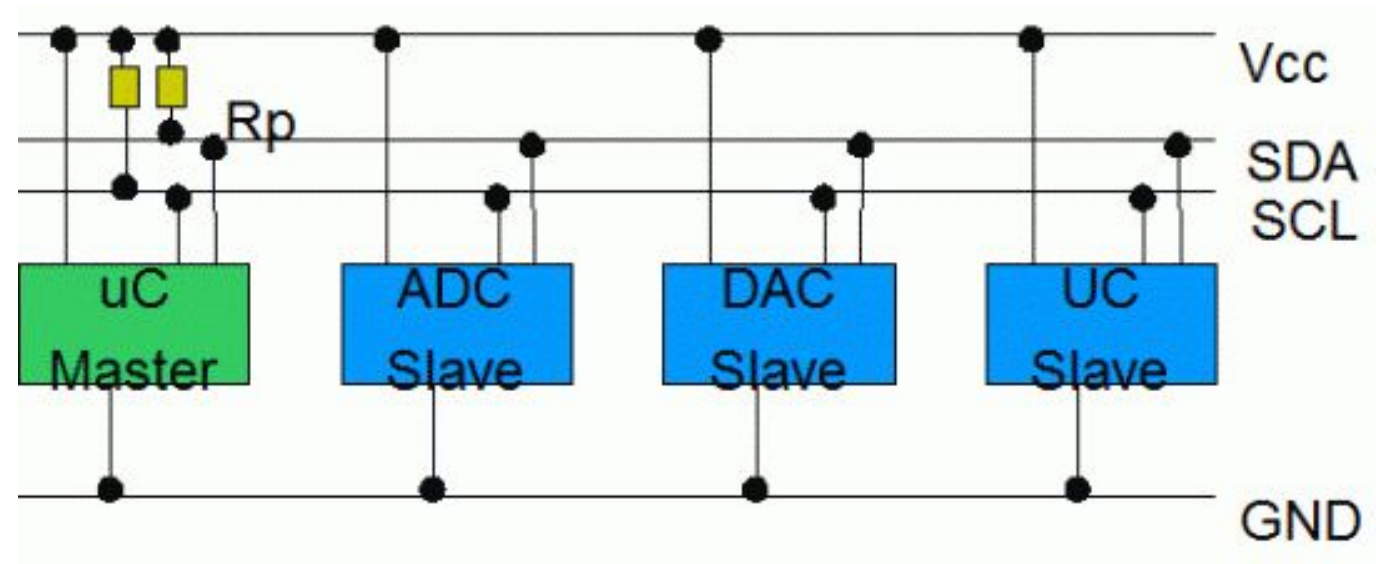 Vcc
Rp
SDA
SCL
uC
Master
ADC
Slave
DAC
Slave
UC
Slave
GND